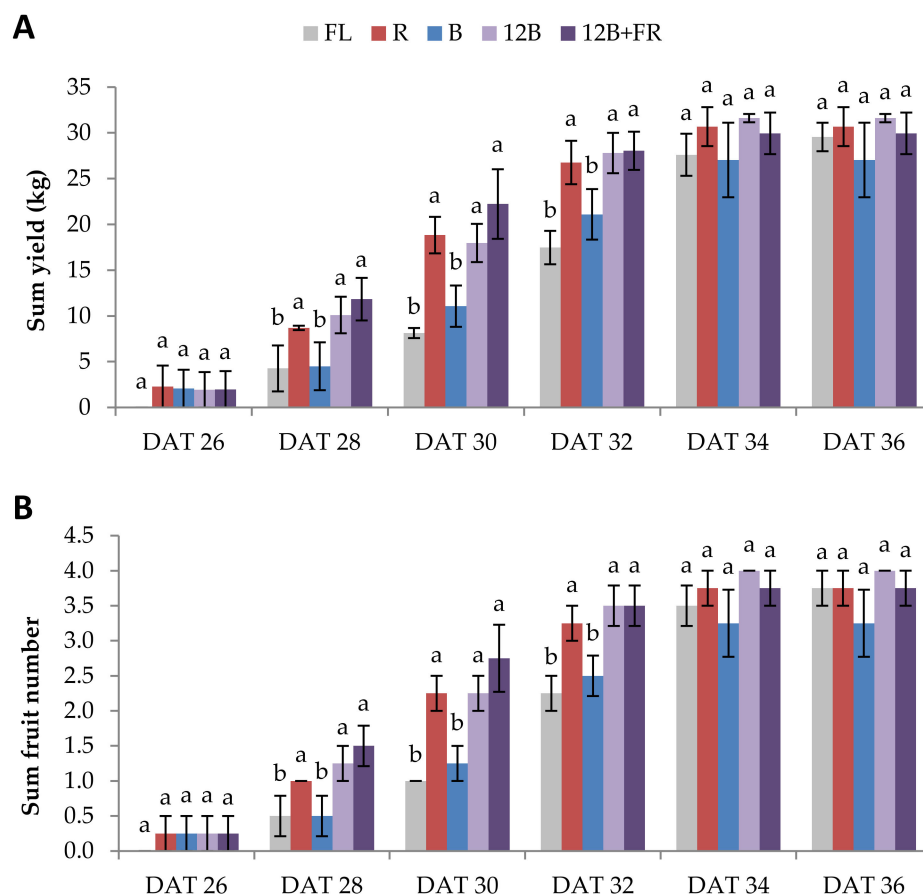 A
FL R B 12B 12B+FR
Sum yield (kg)
35
30
25
20
15
10
5
0
a a a a a
b a b a a
b a b a a
b a b a a
a a a a a
a a a a a
DAT 26 DAT 28 DAT 30 DAT 32 DAT 34 DAT 36
B
Sum fruit number
4.5
4.0
3.5
3.0
2.5
2.0
1.5
1.0
0.5
0.0
a a a a a
b a b a a
b a b a a
b a b a a
a a a a a
a a a a a
DAT 26 DAT 28 DAT 30 DAT 32 DAT 34 DAT 36